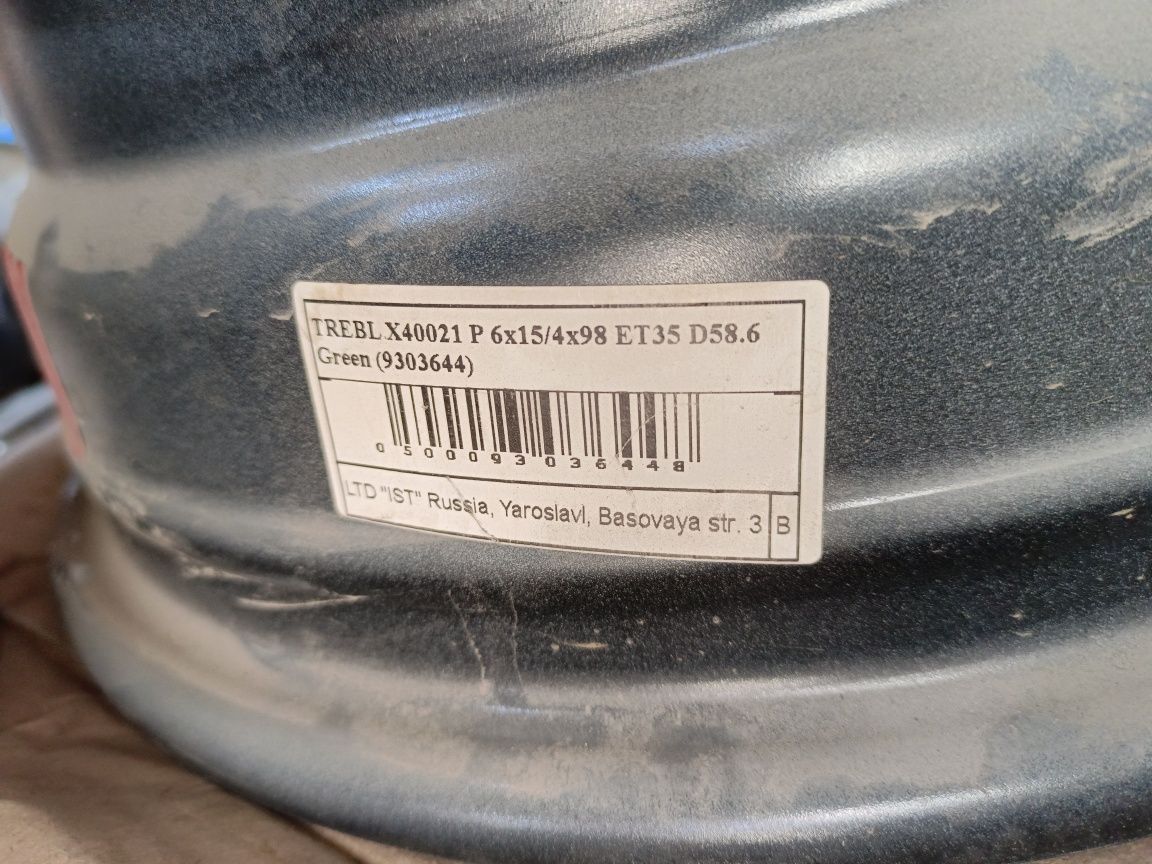 TREBL X40021 P 6x15/4x98 ET35 D58.6
Green (9303644)
0500093036448
LTD "IST" Russia, Yaroslavl, Basovaya str. 3 B